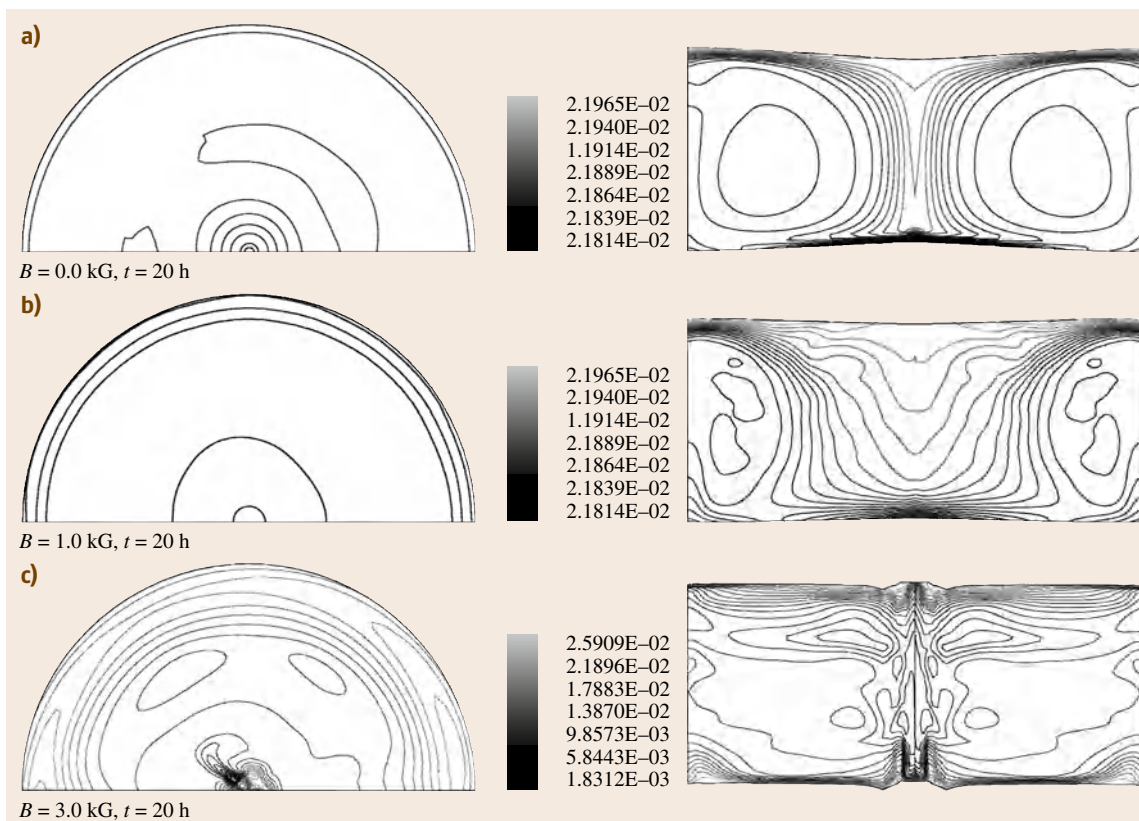 a)
2.1965E–02
2.1940E–02
1.1914E–02
2.1889E–02
2.1864E–02
2.1839E–02
2.1814E–02
B = 0.0 kG, t = 20 h
b)
2.1965E–02
2.1940E–02
1.1914E–02
2.1889E–02
2.1864E–02
2.1839E–02
2.1814E–02
B = 1.0 kG, t = 20 h
c)
2.5909E–02
2.1896E–02
1.7883E–02
1.3870E–02
9.8573E–03
5.8443E–03
1.8312E–03
B = 3.0 kG, t = 20 h